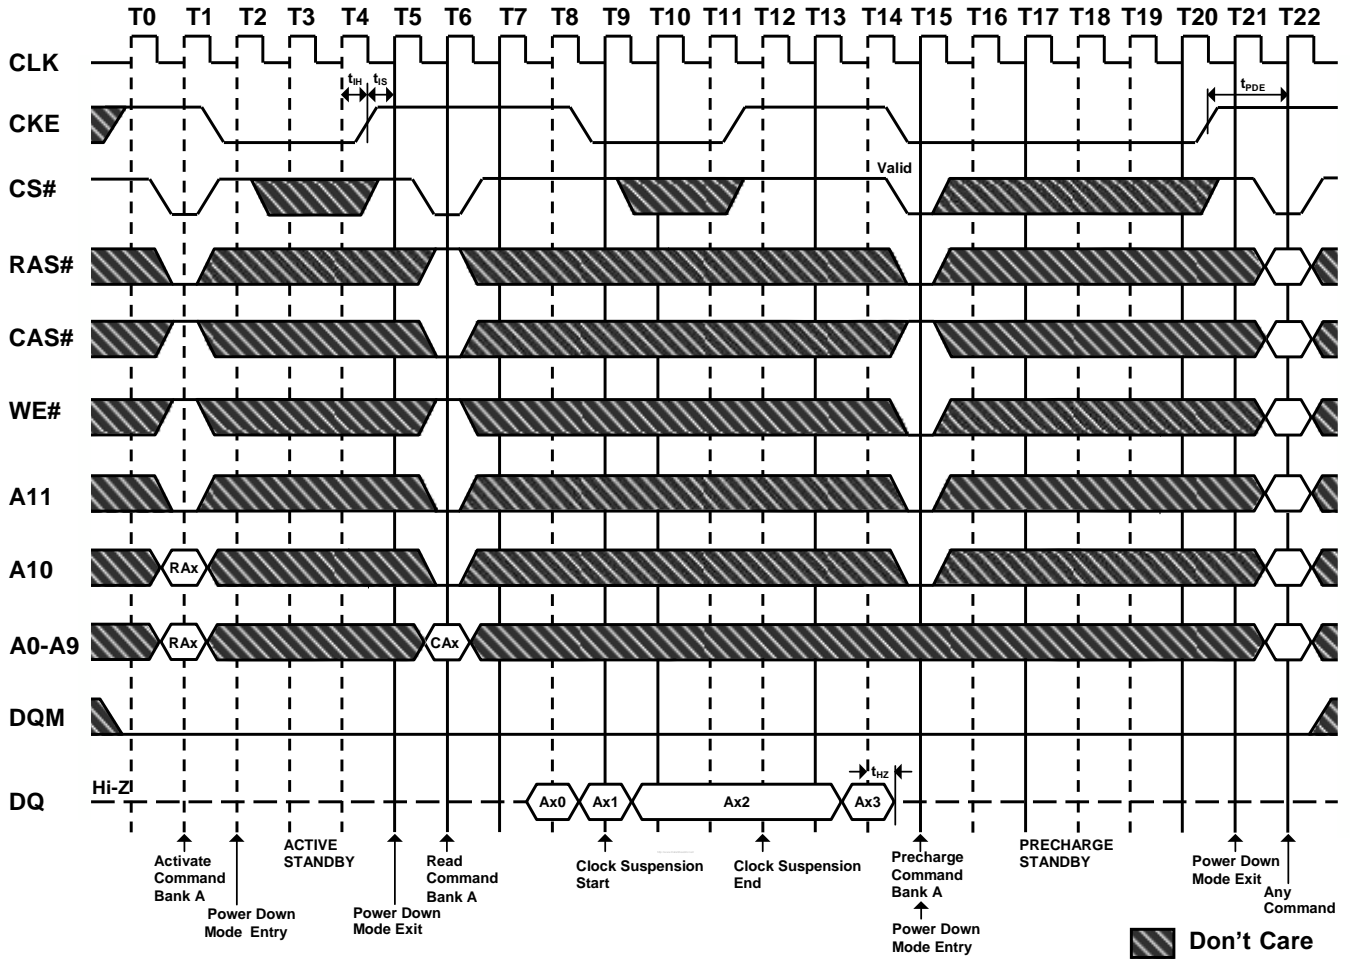 T0 T1 T2 T3 T4 T5 T6 T7 T8 T9 T10 T11 T12 T13 T14 T15 T16 T17 T18 T19 T20 T21 T22
CLK
tIH tIS
tPDE
CKE
Valid
CS#
RAS#
CAS#
WE#
A11
A10
RAx
A0-A9
RAx
CAx
DQM
Hi-Z
tHZ
DQ
Ax0 Ax1 Ax2 Ax3
Activate
Command
Bank A
Power Down
Mode Entry
ACTIVE
STANDBY
Power Down
Mode Exit
Read
Command
Bank A
Clock Suspension
Start
Clock Suspension
End
Precharge
Command
Bank A
Power Down
Mode Entry
PRECHARGE
STANDBY
Power Down
Mode Exit
Any
Command
Don't Care